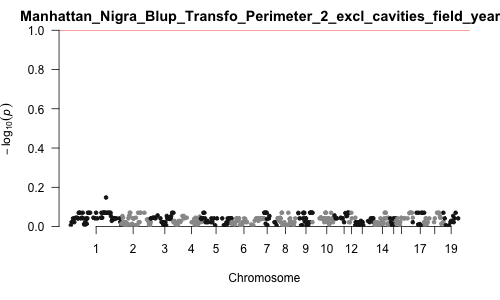 Manhattan_Nigra_Blup_Transfo_Perimeter_2_excl_cavities_field_year
1.0
0.8
0.6
0.4
0.2
0.0
− log10(p)
1 2 3 4 5 6 7 8 9 10 12 14 17 19
Chromosome